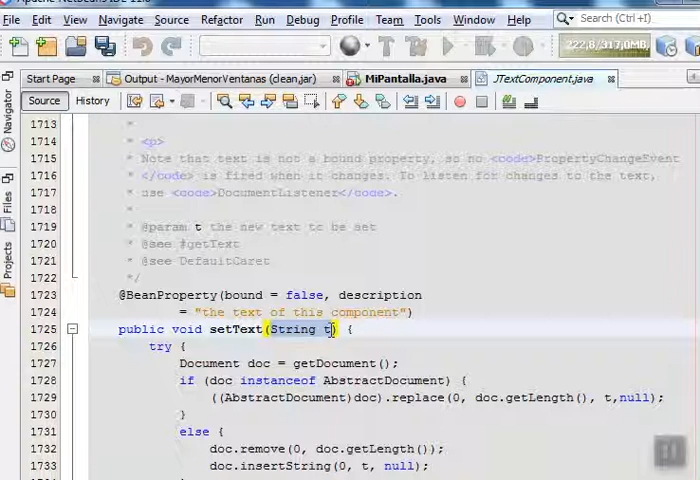 File Edit View Navigate Source Refactor Run Debug Profile Team Tools Window Help Search (Ctrl+I)
222,8/317,0MB
Start Page Output - MayorMenorVentanas (clean,jar) MiPantalla.java JTextComponent.java
Source History
Navigator
Files
Projects
1713 *
1714 * <p>
1715 * Note that text is not a bound property, so no <code>PropertyChangeEvent
1716 * </code> is fired when it changes. To listen for changes to the text,
1717 * use <code>DocumentListener</code>.
1718 *
1719 * @param t the new text to be set
1720 * @see #getText
1721 * @see DefaultCaret
1722 */
1723 @BeanProperty(bound = false, description
1724 = "the text of this component")
1725 public void setText(String t) {
1726 try {
1727 Document doc = getDocument();
1728 if (doc instanceof AbstractDocument) {
1729 ((AbstractDocument)doc).replace(0, doc.getLength(), t,null);
1730 }
1731 else {
1732 doc.remove(0, doc.getLength());
1733 doc.insertString(0, t, null);